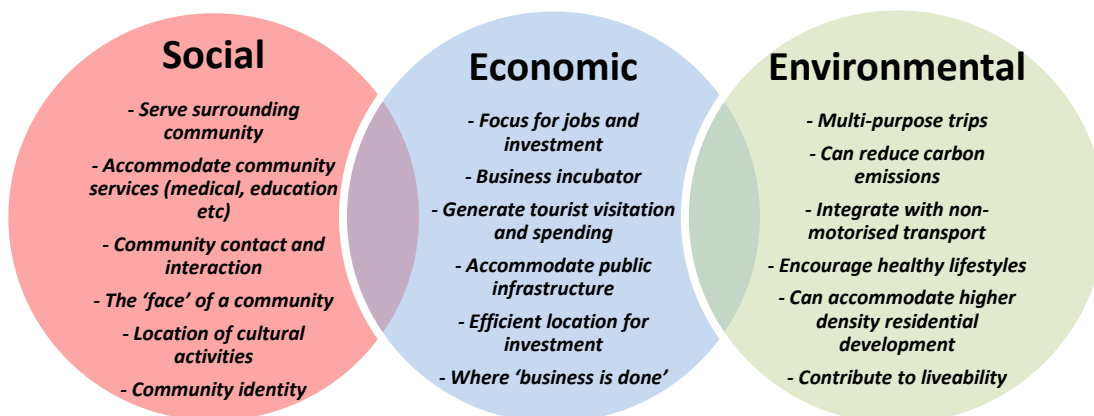 Social
- Serve surrounding
community
- Accommodate community
services (medical, education
etc)
- Community contact and
interaction
- The ‘face’ of a community
- Location of cultural
activities
- Community identity
Economic
- Focus for jobs and
investment
- Business incubator
- Generate tourist visitation
and spending
- Accommodate public
infrastructure
- Efficient location for
investment
- Where ‘business is done’
Environmental
- Multi-purpose trips
- Can reduce carbon
emissions
- Integrate with non-
motorised transport
- Encourage healthy lifestyles
- Can accommodate higher
density residential
development
- Contribute to liveability